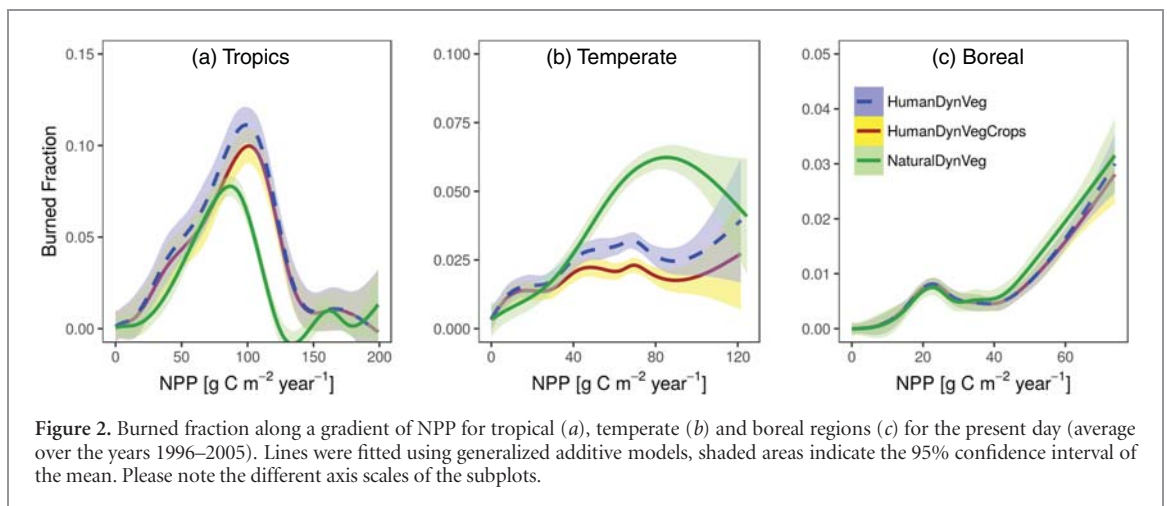 (a) Tropics
(b) Temperate
(c) Boreal
Burned Fraction
0.15
0.10
0.05
0.00
0
50
100
150
200
NPP [g C m⁻² year⁻¹]
0.100
0.075
0.050
0.025
0.000
0
40
80
120
NPP [g C m⁻² year⁻¹]
0.05
0.04
0.03
0.02
0.01
0.00
0
20
40
60
NPP [g C m⁻² year⁻¹]
HumanDynVeg
HumanDynVegCrops
NaturalDynVeg
Figure 2. Burned fraction along a gradient of NPP for tropical (a), temperate (b) and boreal regions (c) for the present day (average
over the years 1996–2005). Lines were fitted using generalized additive models, shaded areas indicate the 95% confidence interval of
the mean. Please note the different axis scales of the subplots.